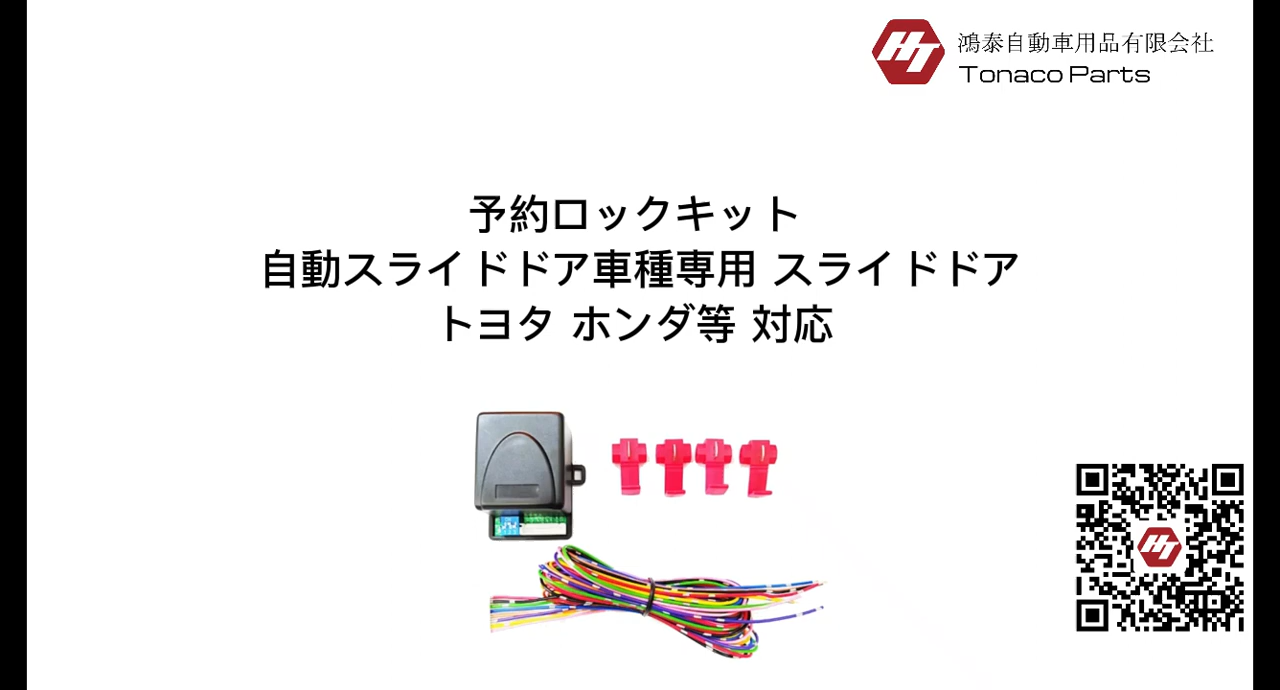 HT
鴻泰自動車用品有限会社
Tonaco Parts
予約ロックキット
自動スライドドア車種専用 スライドドア
トヨタ ホンダ等 対応
HT